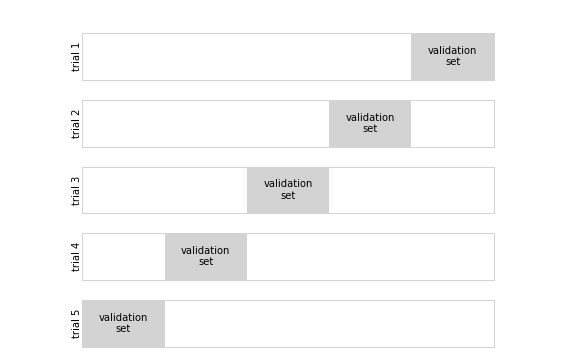 trial 1
validation
set
trial 2
validation
set
trial 3
validation
set
trial 4
validation
set
trial 5
validation
set